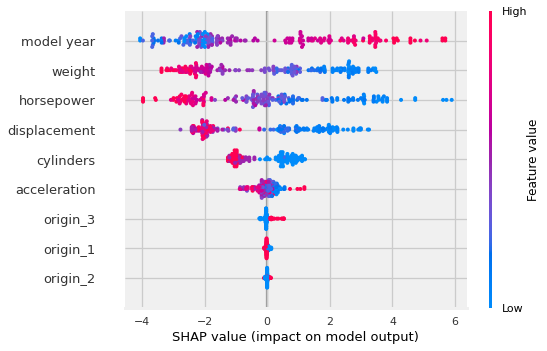 High
model year
weight
horsepower
displacement
cylinders
acceleration
origin_3
origin_1
origin_2
Feature value
Low
−4 −2 0 2 4 6
SHAP value (impact on model output)